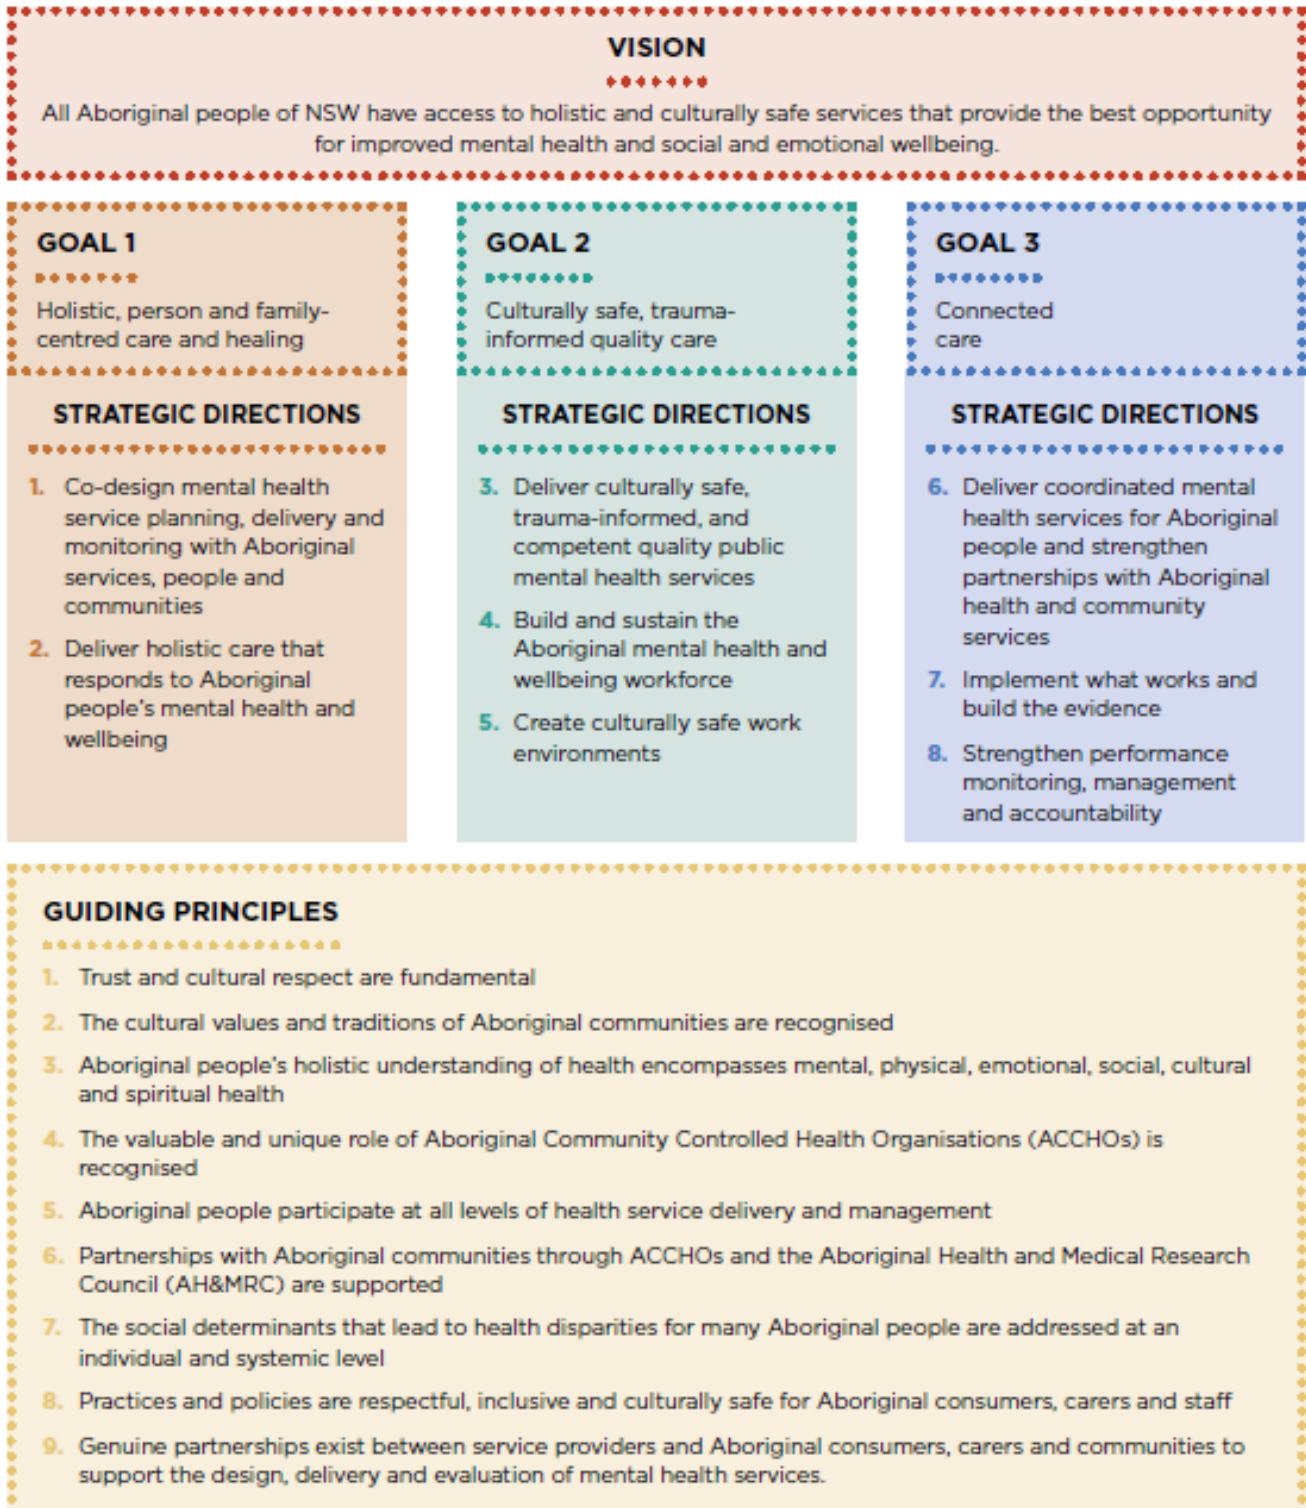 VISION
All Aboriginal people of NSW have access to holistic and culturally safe services that provide the best opportunity
for improved mental health and social and emotional wellbeing.
GOAL 1
Holistic, person and family-
centred care and healing
STRATEGIC DIRECTIONS
1. Co-design mental health
service planning, delivery and
monitoring with Aboriginal
services, people and
communities
2. Deliver holistic care that
responds to Aboriginal
people's mental health and
wellbeing
GOAL 2
Culturally safe, trauma-
informed quality care
STRATEGIC DIRECTIONS
3. Deliver culturally safe,
trauma-informed, and
competent quality public
mental health services
4. Build and sustain the
Aboriginal mental health and
wellbeing workforce
5. Create culturally safe work
environments
GOAL 3
Connected
care
STRATEGIC DIRECTIONS
6. Deliver coordinated mental
health services for Aboriginal
people and strengthen
partnerships with Aboriginal
health and community
services
7. Implement what works and
build the evidence
8. Strengthen performance
monitoring, management
and accountability
GUIDING PRINCIPLES
1. Trust and cultural respect are fundamental
2. The cultural values and traditions of Aboriginal communities are recognised
3. Aboriginal people's holistic understanding of health encompasses mental, physical, emotional, social, cultural
and spiritual health
4. The valuable and unique role of Aboriginal Community Controlled Health Organisations (ACCHOs) is
recognised
5. Aboriginal people participate at all levels of health service delivery and management
6. Partnerships with Aboriginal communities through ACCHOs and the Aboriginal Health and Medical Research
Council (AH&MRC) are supported
7. The social determinants that lead to health disparities for many Aboriginal people are addressed at an
individual and systemic level
8. Practices and policies are respectful, inclusive and culturally safe for Aboriginal consumers, carers and staff
9. Genuine partnerships exist between service providers and Aboriginal consumers, carers and communities to
support the design, delivery and evaluation of mental health services.